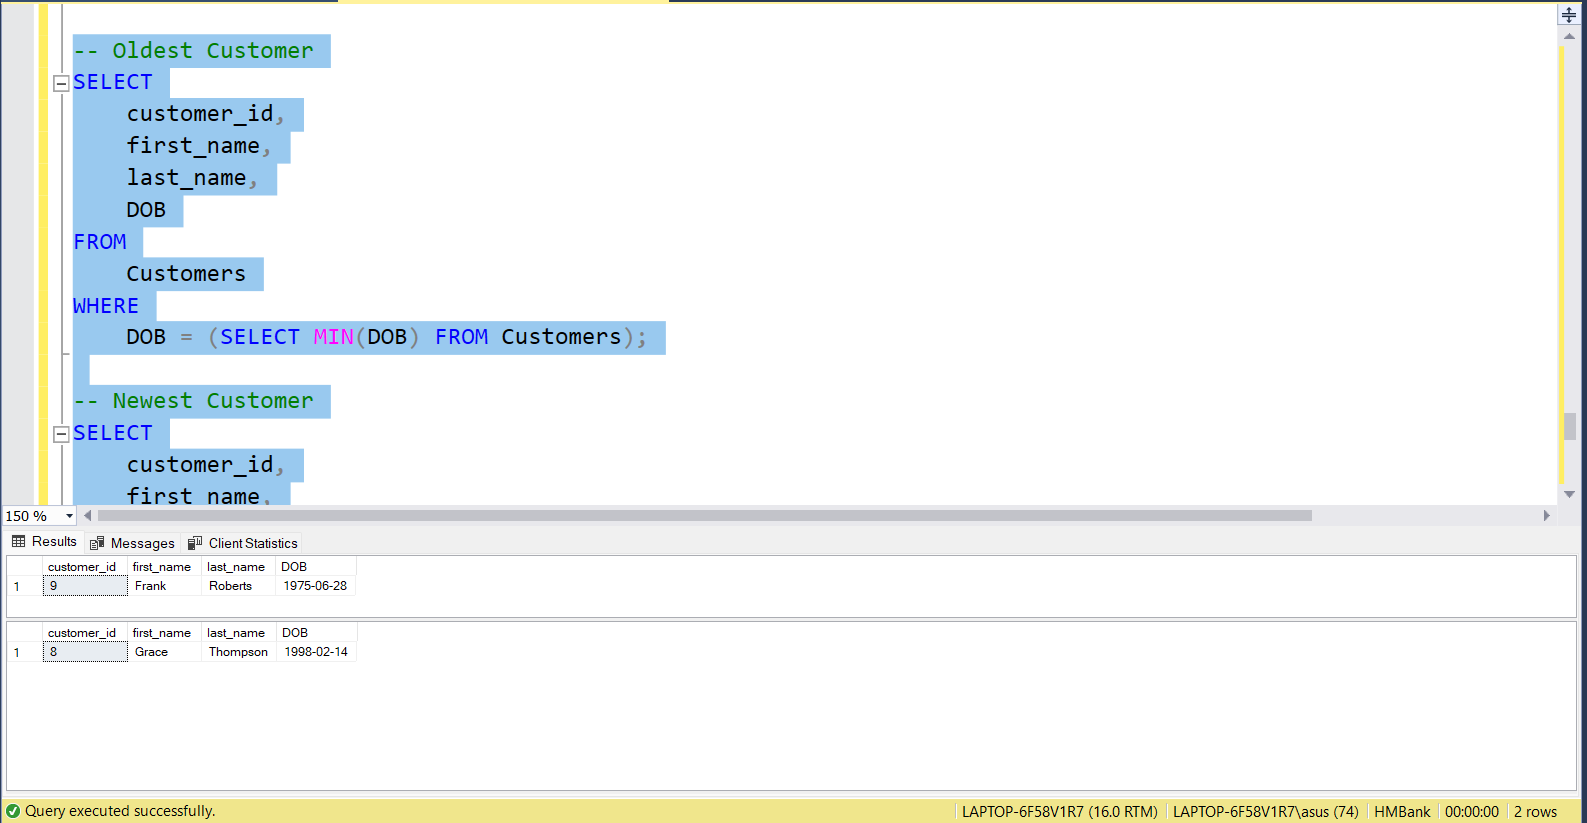 -- Oldest Customer
SELECT
customer_id,
first_name,
last_name,
DOB
FROM
Customers
WHERE
DOB = (SELECT MIN(DOB) FROM Customers);
-- Newest Customer
SELECT
customer_id,
first_name,
150 %
Results Messages Client Statistics
customer_id first_name last_name DOB
1 9 Frank Roberts 1975-06-28
customer_id first_name last_name DOB
1 8 Grace Thompson 1998-02-14
Query executed successfully. LAPTOP-6F58V1R7 (16.0 RTM) LAPTOP-6F58V1R7\asus (74) HMBank 00:00:00 2 rows